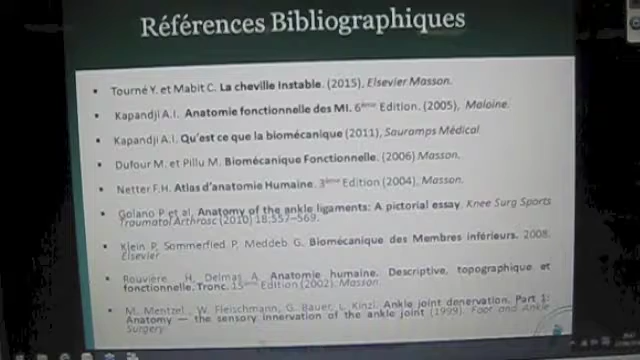 Références Bibliographiques
Tourné Y. et Mabit C. La cheville Instable. (2015), Elsevier Masson.
Kapandji A.I. Anatomie fonctionnelle des MI. 6ème Edition. (2005), Maloine.
Kapandji A.I. Qu'est ce que la biomécanique (2011), Sauramps Médical
Dufour M. et Pillu M. Biomécanique Fonctionnelle. (2006) Masson.
Netter F.H. Atlas d'anatomie Humaine. 3ème Edition (2004), Masson.
Golano P et al, Anatomy of the ankle ligaments: A pictorial essay. Knee Surg Sports
Traumatol Arthrosc (2010) 18:557–569.
Klein P, Sommerfled P, Meddeb G. Biomécanique des Membres inférieurs. 2008.
Elsevier
Rouvière . H, Delmas A. Anatomie humaine. Descriptive, topographique et
fonctionnelle. Tronc. 15ème Edition (2002). Masson.
M. Mentzel , W. Fleischmann, G. Bauer, L. Kinzl. Ankle joint denervation. Part 1:
Anatomy — the sensory innervation of the ankle joint (1999). Foot and Ankle
Surgery